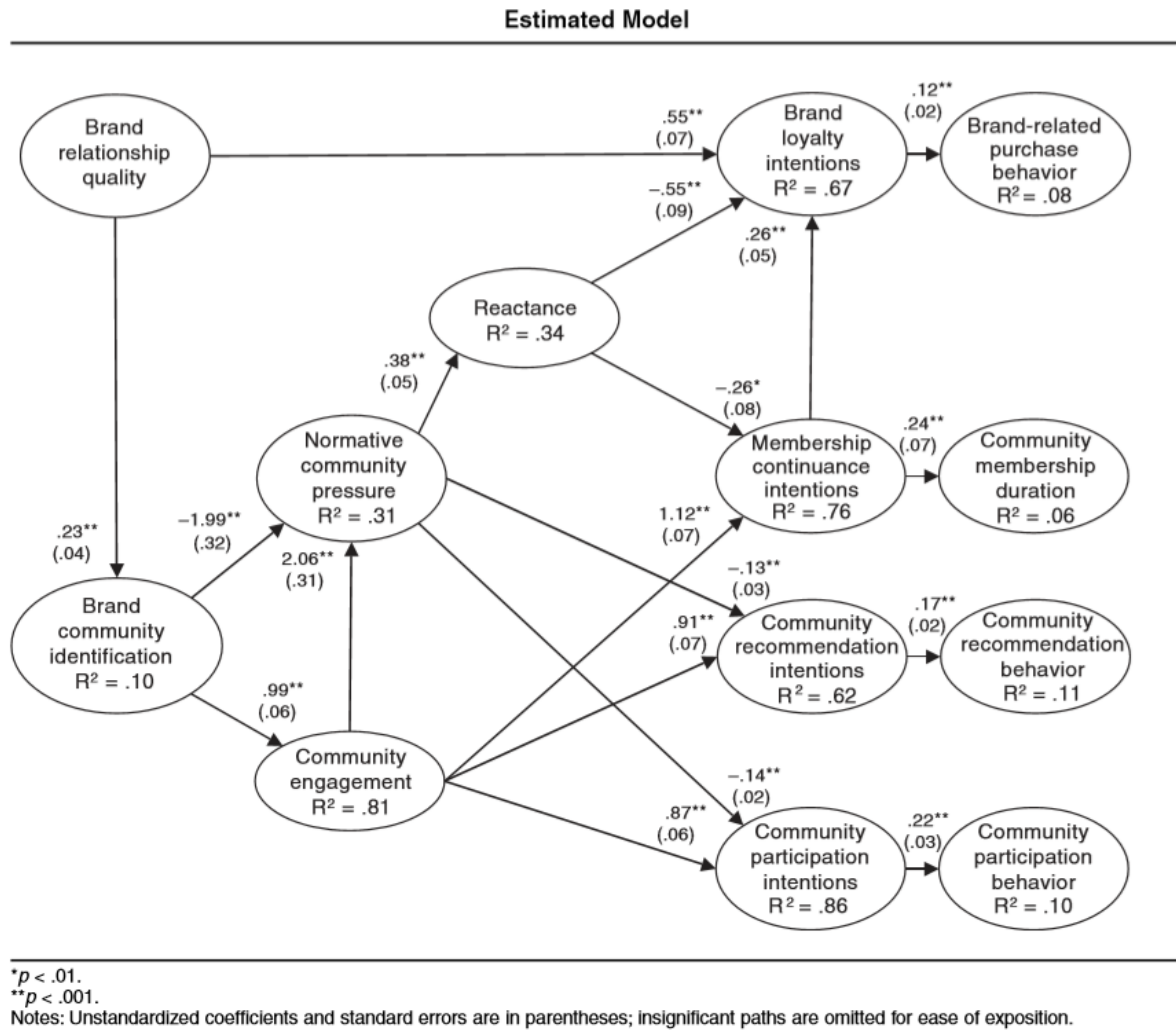 Estimated Model
Brand
relationship
quality
.55**
(.07)
Brand
loyalty
intentions
R² = .67
.12**
(.02)
Brand-related
purchase
behavior
R² = .08
–.55**
(.09)
.26**
(.05)
Reactance
R² = .34
.38**
(.05)
–.26*
(.08)
Normative
community
pressure
R² = .31
Membership
continuance
intentions
R² = .76
.24**
(.07)
Community
membership
duration
R² = .06
.23**
(.04)
–1.99**
(.32)
2.06**
(.31)
1.12**
(.07)
–.13**
(.03)
Brand
community
identification
R² = .10
.91**
(.07)
Community
recommendation
intentions
R² = .62
.17**
(.02)
Community
recommendation
behavior
R² = .11
.99**
(.06)
Community
engagement
R² = .81
–.14**
(.02)
.87**
(.06)
Community
participation
intentions
R² = .86
.22**
(.03)
Community
participation
behavior
R² = .10
*p < .01.
**p < .001.
Notes: Unstandardized coefficients and standard errors are in parentheses; insignificant paths are omitted for ease of exposition.